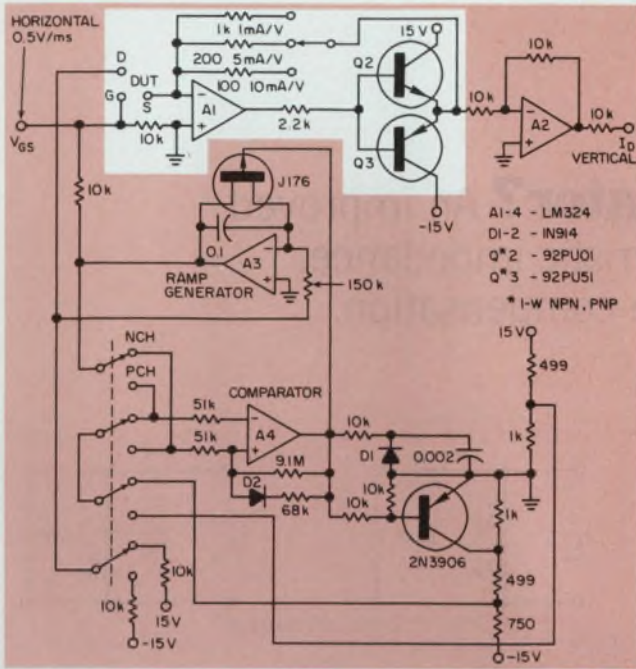 HORIZONTAL
0.5V/ms
D
DUT
G
S
VGS
10k
1k 1mA/V
200 5mA/V
100 10mA/V
A1
2.2k
15V
Q2
Q3
-15V
10k
10k
A2
10k
ID
VERTICAL
10k
J176
0.1
A3
RAMP
GENERATOR
150k
A1-4 - LM324
D1-2 - IN914
Q*2 - 92PU01
Q*3 - 92PU51
* 1-W NPN, PNP
NCH
PCH
COMPARATOR
51k
51k
A4
9.1M
D2
68k
10k
D1
0.002
10k
10k
2N3906
15V
499
1k
1k
499
750
-15V
10k
15V
10k
-15V